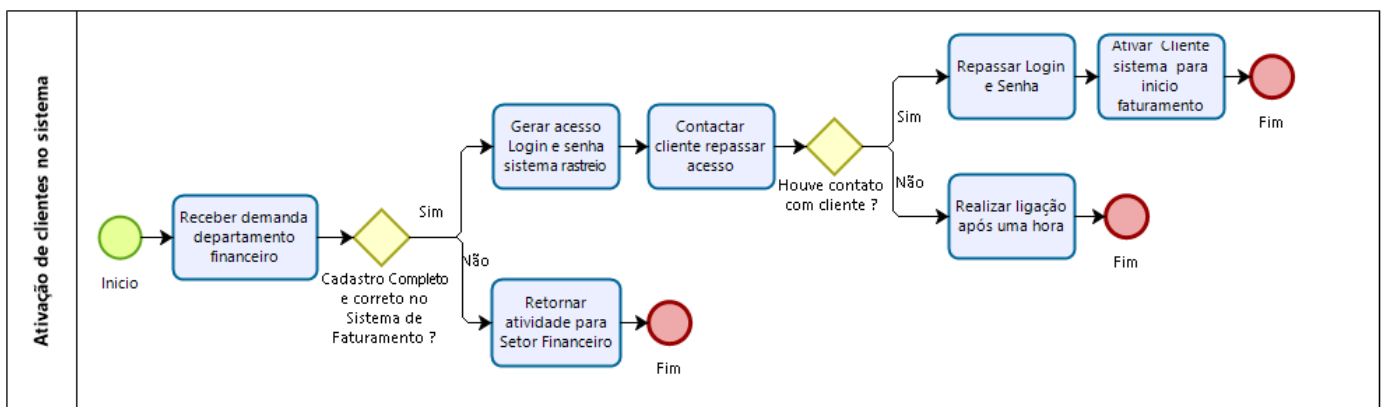 Ativação de clientes no sistema
Inicio
Receber demanda
departamento
financeiro
Cadastro Completo
e correto no
Sistema de
Faturamento ?
Sim
Não
Gerar acesso
Login e senha
sistema rastreio
Contactar
cliente repassar
acesso
Retornar
atividade para
Setor Financeiro
Fim
Houve contato
com cliente ?
Sim
Não
Repassar Login
e Senha
Ativar Cliente
sistema para
inicio
faturamento
Fim
Realizar ligação
após uma hora
Fim